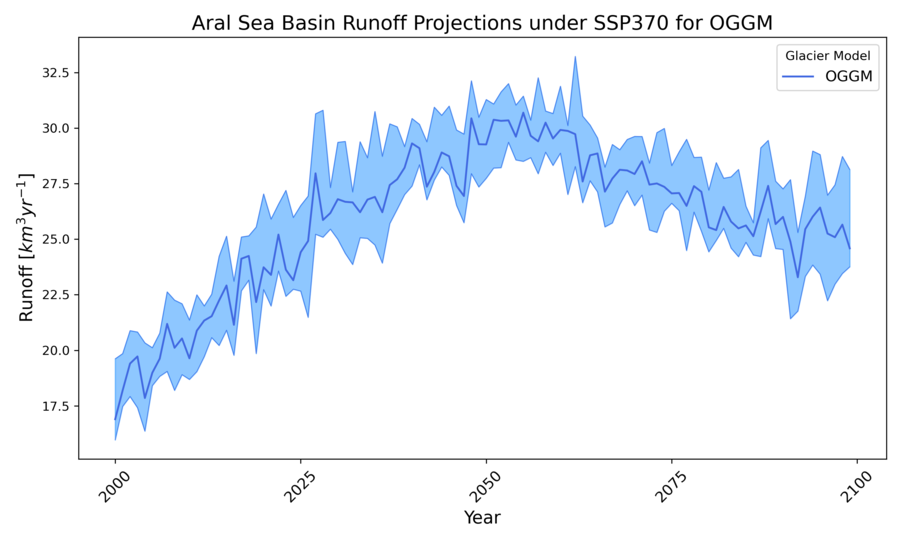 Aral Sea Basin Runoff Projections under SSP370 for OGGM
Glacier Model
OGGM
32.5
30.0
27.5
25.0
22.5
20.0
17.5
Runoff [km³yr⁻¹]
2000
2025
2050
2075
2100
Year